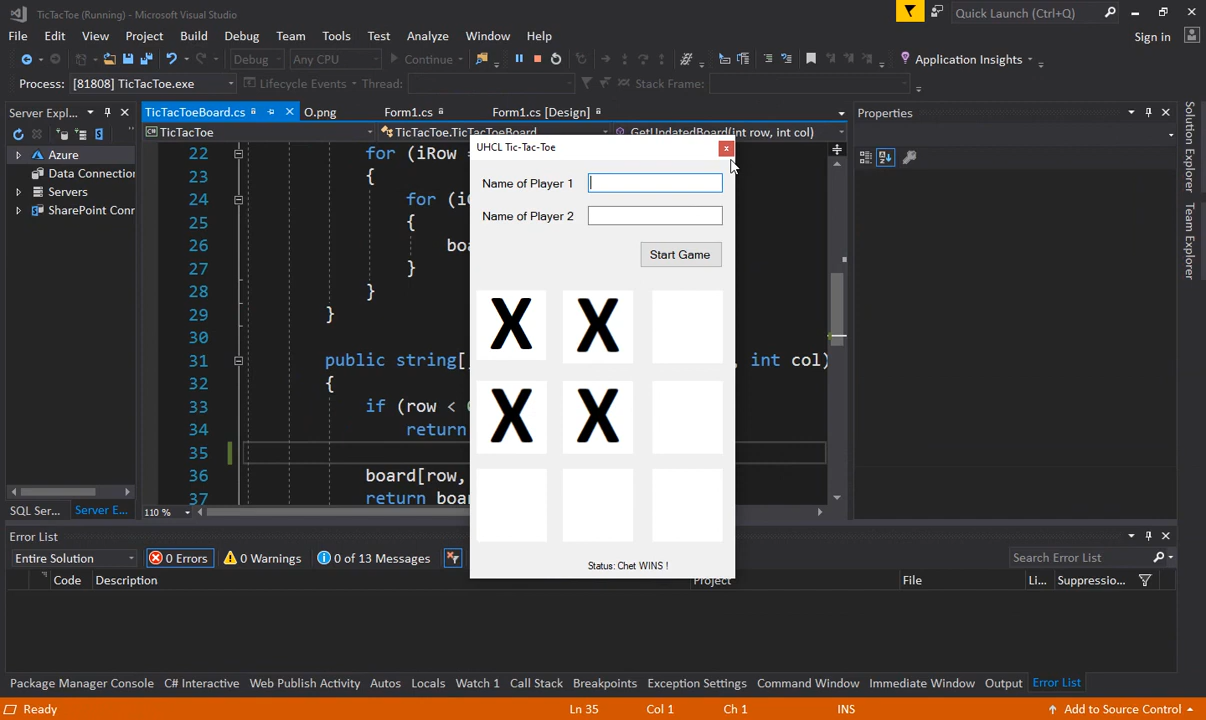 TicTacToe (Running) - Microsoft Visual Studio
Quick Launch (Ctrl+Q)
File Edit View Project Build Debug Team Tools Test Analyze Window Help
Sign in
Debug Any CPU Continue Application Insights
Process: [81808] TicTacToe.exe Lifecycle Events Thread: Stack Frame:
Server Expl...
TicTacToeBoard.cs O.png Form1.cs Form1.cs [Design]
Properties
TicTacToe TicTacToe.TicTacToeBoard GetUpdatedBoard(int row, int col)
Azure
Data Connection
Servers
SharePoint Conn
SQL Ser... Server E...
22 for (iRow =
23 {
24 for (i
25 {
26 boa
27 }
28 }
29 }
30
31 public string[ , int col)
32 {
33 if (row <
34 return
35
36 board[row,
37 return boar
110 %
UHCL Tic-Tac-Toe
x
Name of Player 1
Name of Player 2
Start Game
X X
X X
Status: Chet WINS !
Solution Explorer
Team Explorer
Error List
Entire Solution 0 Errors 0 Warnings 0 of 13 Messages Search Error List
Code Description Project File Li... Suppressio...
Package Manager Console C# Interactive Web Publish Activity Autos Locals Watch 1 Call Stack Breakpoints Exception Settings Command Window Immediate Window Output Error List
Ready Ln 35 Col 1 Ch 1 INS Add to Source Control